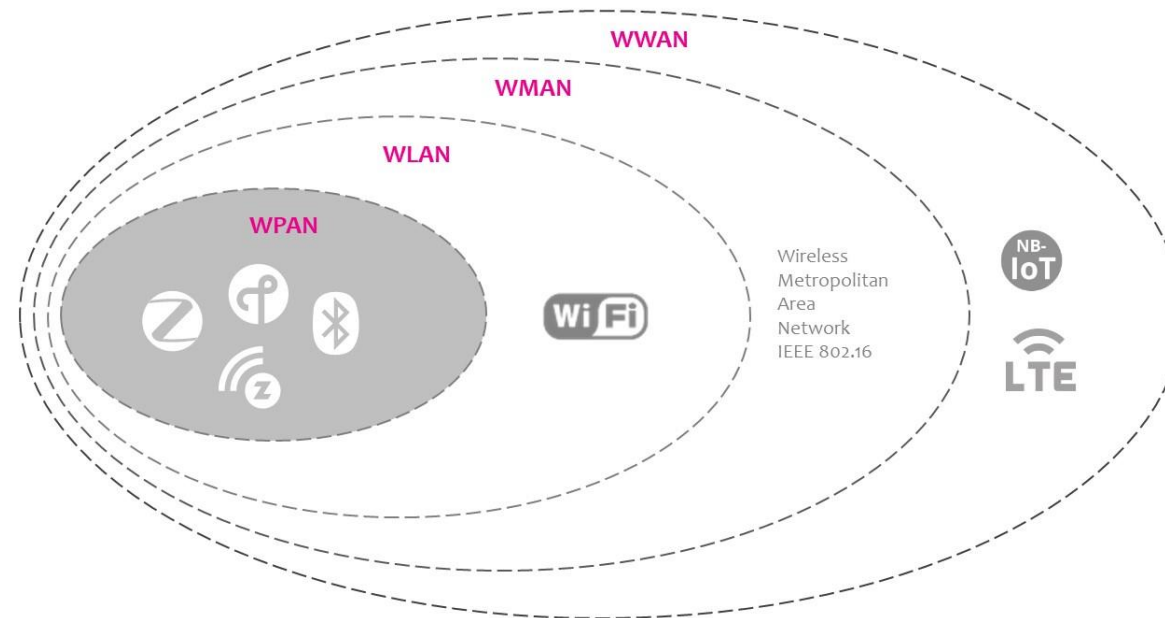 WWAN
WMAN
WLAN
WPAN
Wireless
Metropolitan
Area
Network
IEEE 802.16
NB-
IoT
Wi Fi
LTE
Z
z